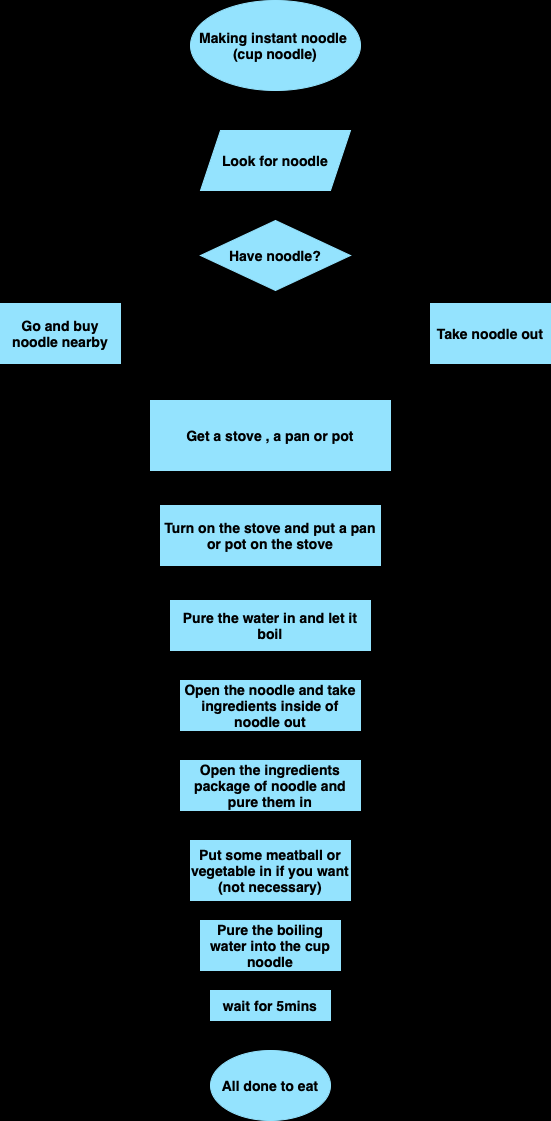 Making instant noodle
(cup noodle)
Look for noodle
Have noodle?
Go and buy
noodle nearby
Take noodle out
Get a stove , a pan or pot
Turn on the stove and put a pan
or pot on the stove
Pure the water in and let it
boil
Open the noodle and take
ingredients inside of
noodle out
Open the ingredients
package of noodle and
pure them in
Put some meatball or
vegetable in if you want
(not necessary)
Pure the boiling
water into the cup
noodle
wait for 5mins
All done to eat